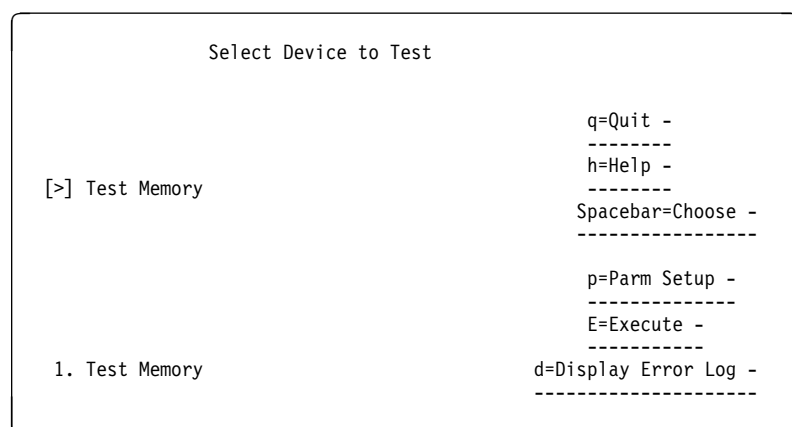 Select Device to Test
q=Quit -
--------
h=Help -
[>] Test Memory --------
Spacebar=Choose -
-----------------
p=Parm Setup -
--------------
E=Execute -
-----------
1. Test Memory d=Display Error Log -
---------------------